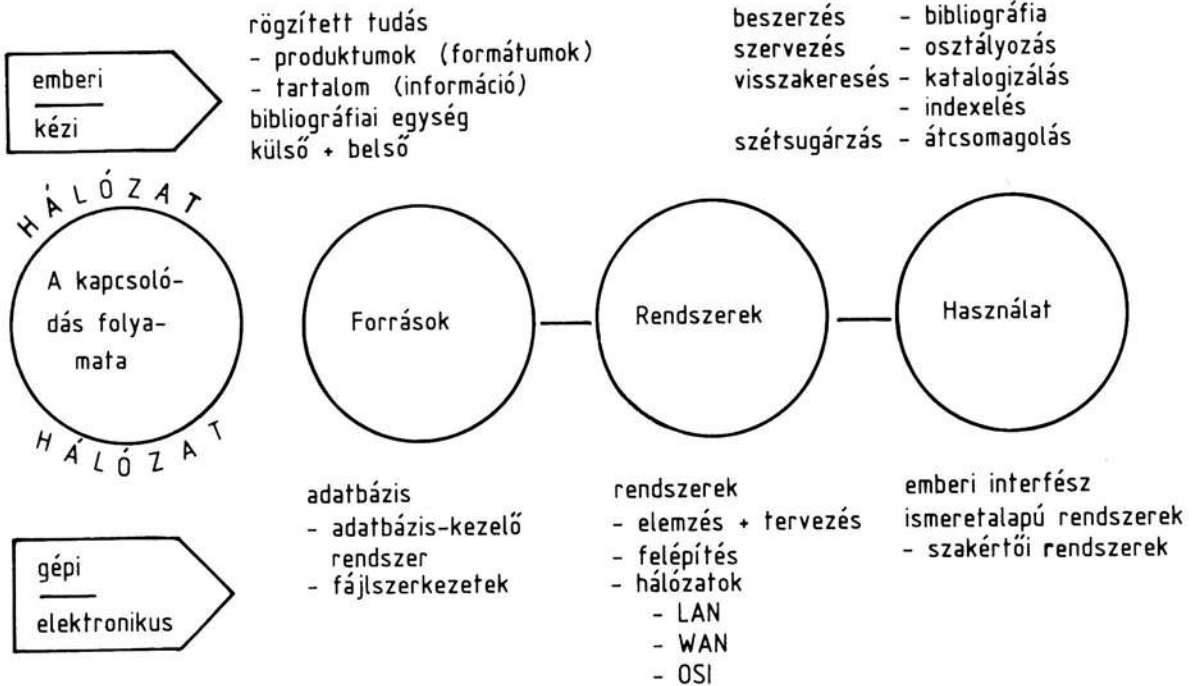 emberi
kézi
rögzített tudás
- produktumok (formátumok)
- tartalom (információ)
bibliográfiai egység
külső + belső
beszerzés - bibliográfia
szervezés - osztályozás
visszakeresés - katalogizálás
- indexelés
szétsugárzás - átcsomagolás
HÁLÓZAT
A kapcsoló-
dás folya-
mata
HÁLÓZAT
Források
Rendszerek
Használat
gépi
elektronikus
adatbázis
- adatbázis-kezelő
rendszer
- fájlszerkezetek
rendszerek
- elemzés + tervezés
- felépítés
- hálózatok
- LAN
- WAN
- OSI
emberi interfész
ismeretalapú rendszerek
- szakértői rendszerek